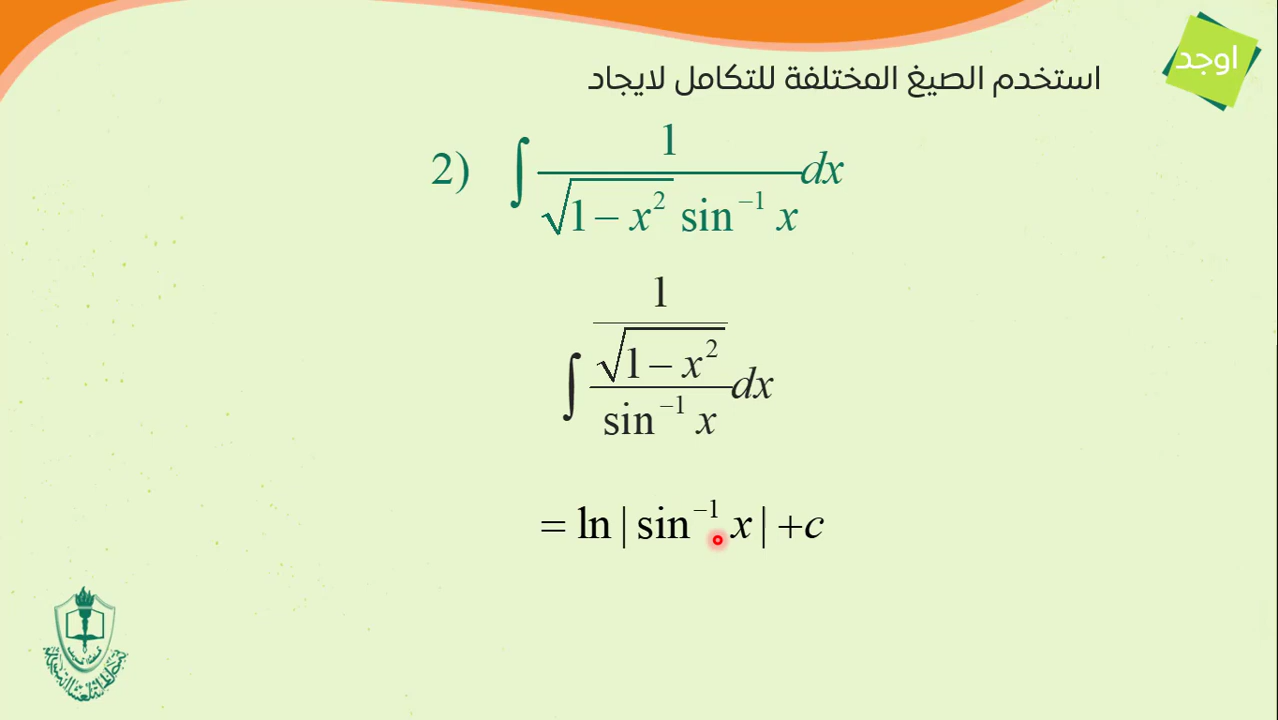 اوجد
استخدم الصيغ المختلفة للتكامل لايجاد
2) ∫ 1 / (√(1 − x²) sin⁻¹ x) dx
∫ (1 / √(1 − x²)) / (sin⁻¹ x) dx
= ln | sin⁻¹ x | + c